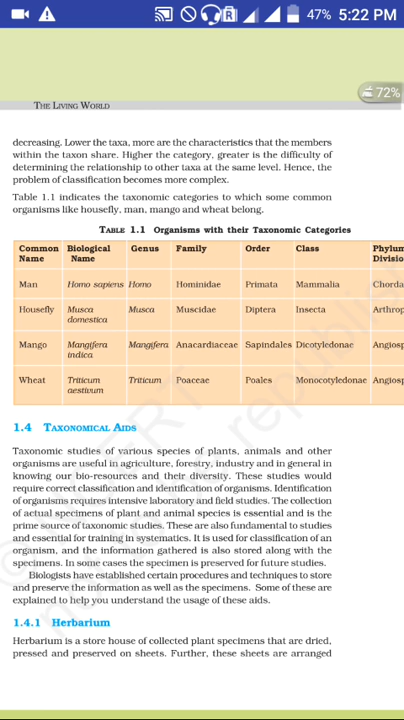 47% 5:22 PM
72%
THE LIVING WORLD
decreasing. Lower the taxa, more are the characteristics that the members
within the taxon share. Higher the category, greater is the difficulty of
determining the relationship to other taxa at the same level. Hence, the
problem of classification becomes more complex.
Table 1.1 indicates the taxonomic categories to which some common
organisms like housefly, man, mango and wheat belong.
TABLE 1.1 Organisms with their Taxonomic Categories
Common Biological Genus Family Order Class Phylum
Name Name Divisio
Man Homo sapiens Homo Hominidae Primata Mammalia Chorda
Housefly Musca Musca Muscidae Diptera Insecta Arthrop
domestica
Mango Mangifera Mangifera Anacardiaceae Sapindales Dicotyledonae Angiosp
indica
Wheat Triticum Triticum Poaceae Poales Monocotyledonae Angiosp
aestivum
1.4 TAXONOMICAL AIDS
Taxonomic studies of various species of plants, animals and other
organisms are useful in agriculture, forestry, industry and in general in
knowing our bio-resources and their diversity. These studies would
require correct classification and identification of organisms. Identification
of organisms requires intensive laboratory and field studies. The collection
of actual specimens of plant and animal species is essential and is the
prime source of taxonomic studies. These are also fundamental to studies
and essential for training in systematics. It is used for classification of an
organism, and the information gathered is also stored along with the
specimens. In some cases the specimen is preserved for future studies.
Biologists have established certain procedures and techniques to store
and preserve the information as well as the specimens. Some of these are
explained to help you understand the usage of these aids.
1.4.1 Herbarium
Herbarium is a store house of collected plant specimens that are dried,
pressed and preserved on sheets. Further, these sheets are arranged